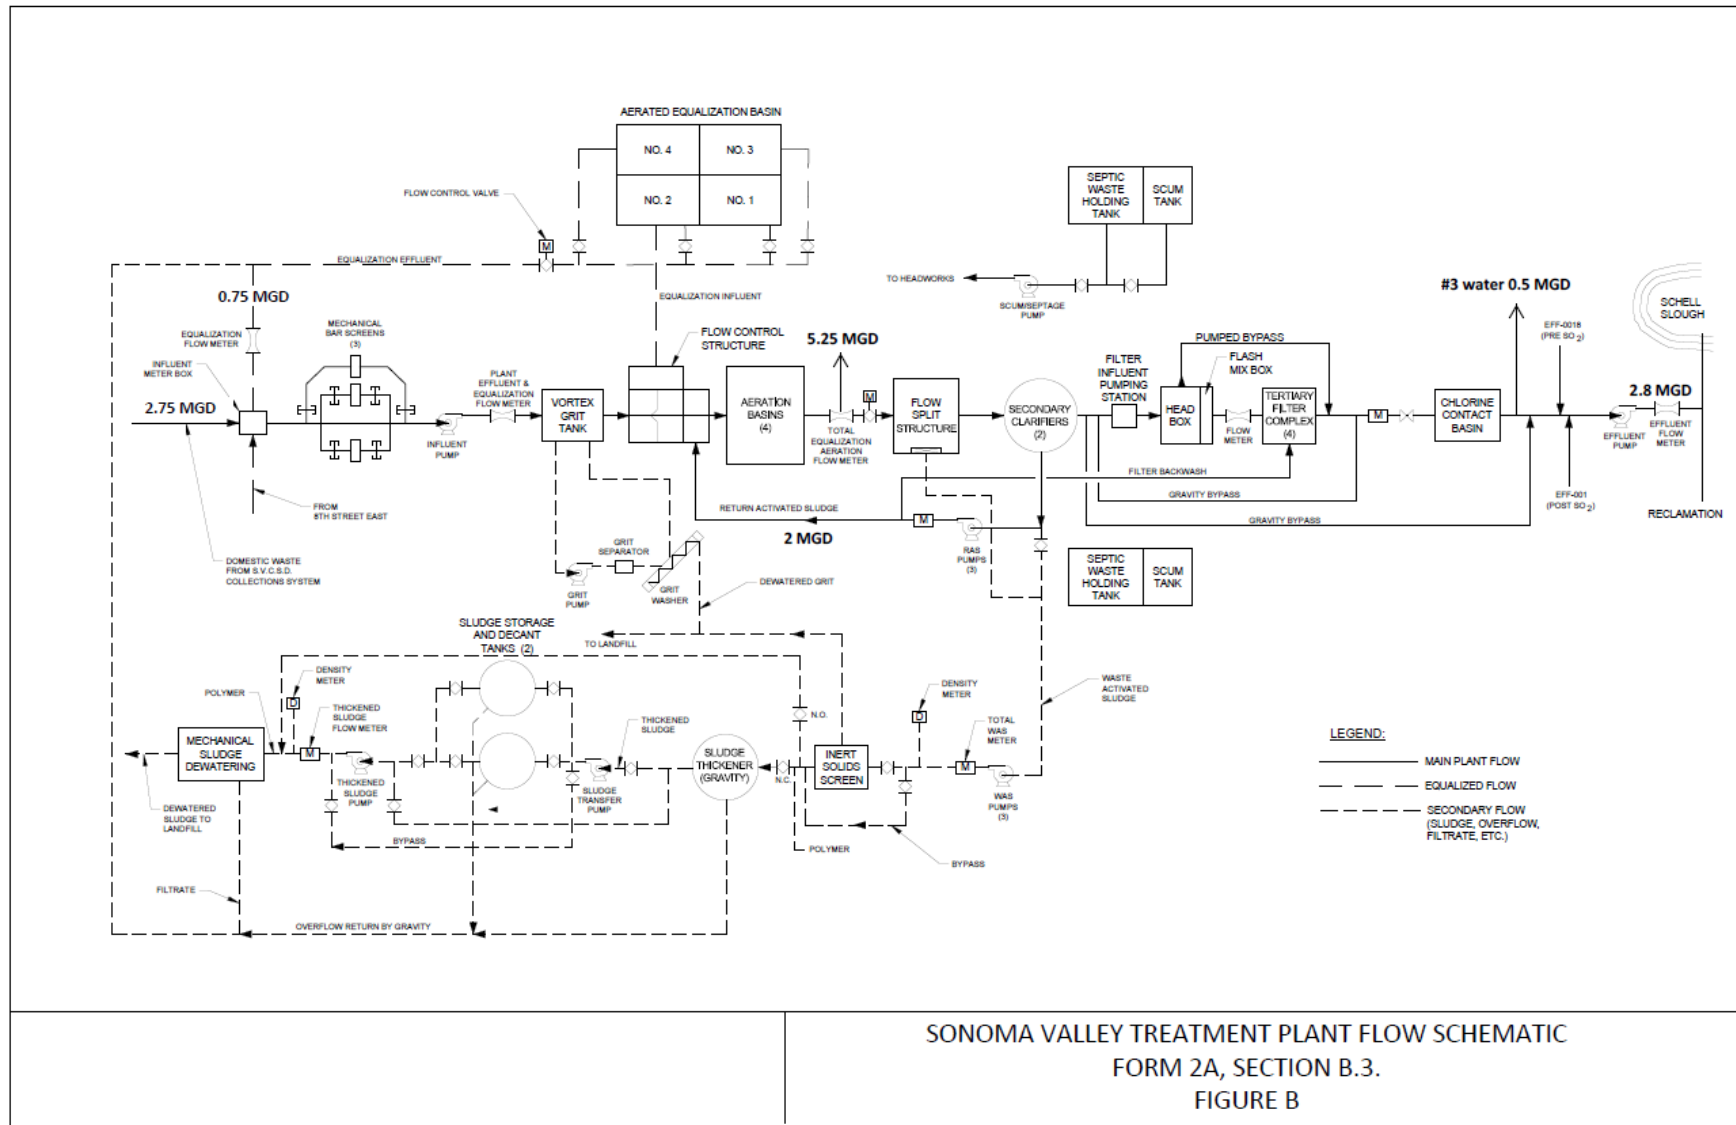 AERATED EQUALIZATION BASIN
NO. 4
NO. 3
NO. 2
NO. 1
FLOW CONTROL VALVE
M
EQUALIZATION EFFLUENT
EQUALIZATION INFLUENT
SEPTIC
WASTE
HOLDING
TANK
SCUM
TANK
TO HEADWORKS
SCUM/SEPTAGE
PUMP
0.75 MGD
EQUALIZATION
FLOW METER
MECHANICAL
BAR SCREENS
(3)
INFLUENT
METER BOX
2.75 MGD
PLANT
EFFLUENT &
EQUALIZATION
FLOW METER
INFLUENT
PUMP
VORTEX
GRIT
TANK
FLOW CONTROL
STRUCTURE
AERATION
BASINS
(4)
5.25 MGD
M
TOTAL
EQUALIZATION
AERATION
FLOW METER
FLOW
SPLIT
STRUCTURE
SECONDARY
CLARIFIERS
(2)
FILTER
INFLUENT
PUMPING
STATION
PUMPED BYPASS
FLASH
MIX BOX
HEAD
BOX
FLOW
METER
TERTIARY
FILTER
COMPLEX
(4)
M
CHLORINE
CONTACT
BASIN
#3 water 0.5 MGD
EFF-001B
(PRE SO2)
SCHELL
SLOUGH
2.8 MGD
EFFLUENT
PUMP
EFFLUENT
FLOW
METER
EFF-001
(POST SO2)
RECLAMATION
FILTER BACKWASH
GRAVITY BYPASS
GRAVITY BYPASS
RETURN ACTIVATED SLUDGE
M
2 MGD
RAS
PUMPS
(3)
FROM
8TH STREET EAST
DOMESTIC WASTE
FROM S.V.C.S.D.
COLLECTIONS SYSTEM
GRIT
SEPARATOR
GRIT
PUMP
GRIT
WASHER
DEWATERED GRIT
TO LANDFILL
SEPTIC
WASTE
HOLDING
TANK
SCUM
TANK
SLUDGE STORAGE
AND DECANT
TANKS (2)
DENSITY
METER
D
POLYMER
THICKENED
SLUDGE
FLOW METER
M
MECHANICAL
SLUDGE
DEWATERING
THICKENED
SLUDGE
PUMP
DEWATERED
SLUDGE TO
LANDFILL
BYPASS
SLUDGE
TRANSFER
PUMP
THICKENED
SLUDGE
SLUDGE
THICKENER
(GRAVITY)
N.O.
N.C.
INERT
SOLIDS
SCREEN
DENSITY
METER
D
TOTAL
WAS
METER
M
WAS
PUMPS
(3)
WASTE
ACTIVATED
SLUDGE
POLYMER
BYPASS
FILTRATE
OVERFLOW RETURN BY GRAVITY
LEGEND:
MAIN PLANT FLOW
EQUALIZED FLOW
SECONDARY FLOW
(SLUDGE, OVERFLOW,
FILTRATE, ETC.)
SONOMA VALLEY TREATMENT PLANT FLOW SCHEMATIC
FORM 2A, SECTION B.3.
FIGURE B